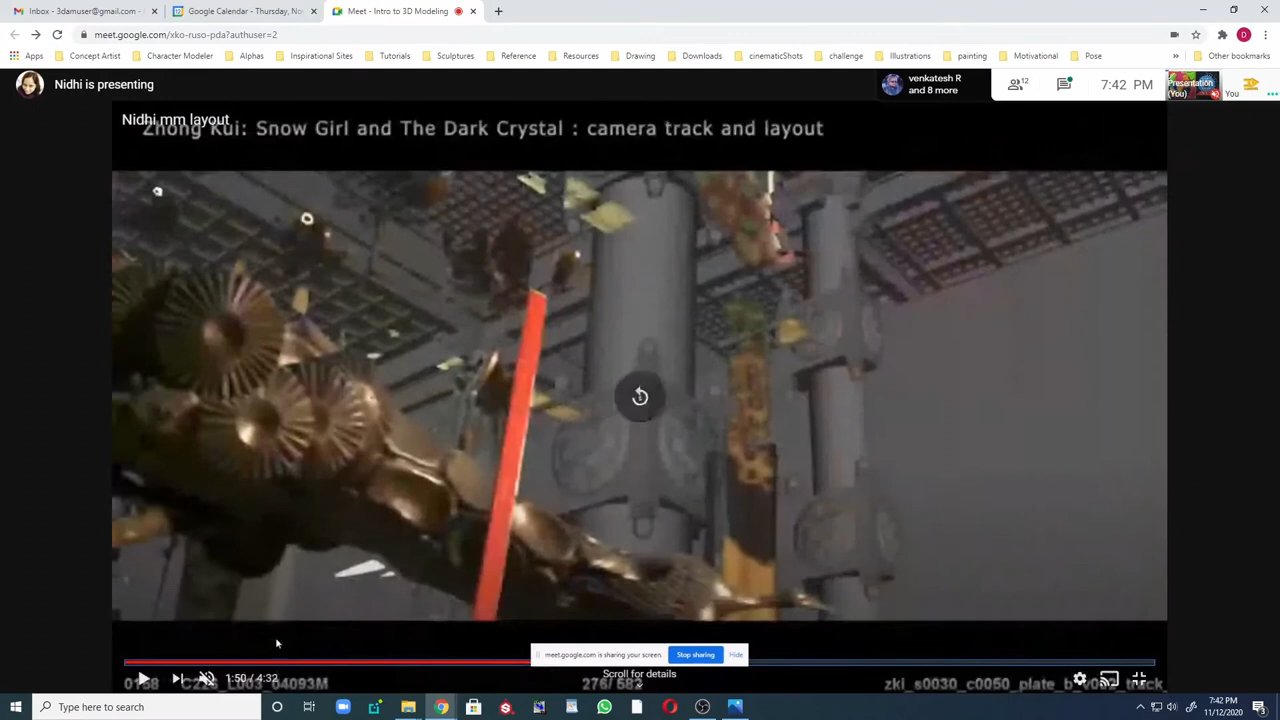 Inbox - 3damuser@gmail.com -
Google Calendar - Thursday, No
Meet - Intro to 3D Modeling
meet.google.com/xko-ruso-pda?authuser=2
Apps
Concept Artist
Character Modeler
Alphas
Inspirational Sites
Tutorials
Sculptures
Reference
Resources
Drawing
Downloads
cinematicShots
challenge
Illustrations
painting
Motivational
Pose
»
Other bookmarks
Nidhi is presenting
venkatesh R
and 8 more
12
7:42 PM
Presentation
(You)
You
Nidhi mm layout
Zhong Kui: Snow Girl and The Dark Crystal : camera track and layout
1:50 / 4:32
meet.google.com is sharing your screen.
Stop sharing
Hide
Scroll for details
276/ 582
zki_s0030_c0050_plate_b_v002_track
Type here to search
7:42 PM
11/12/2020